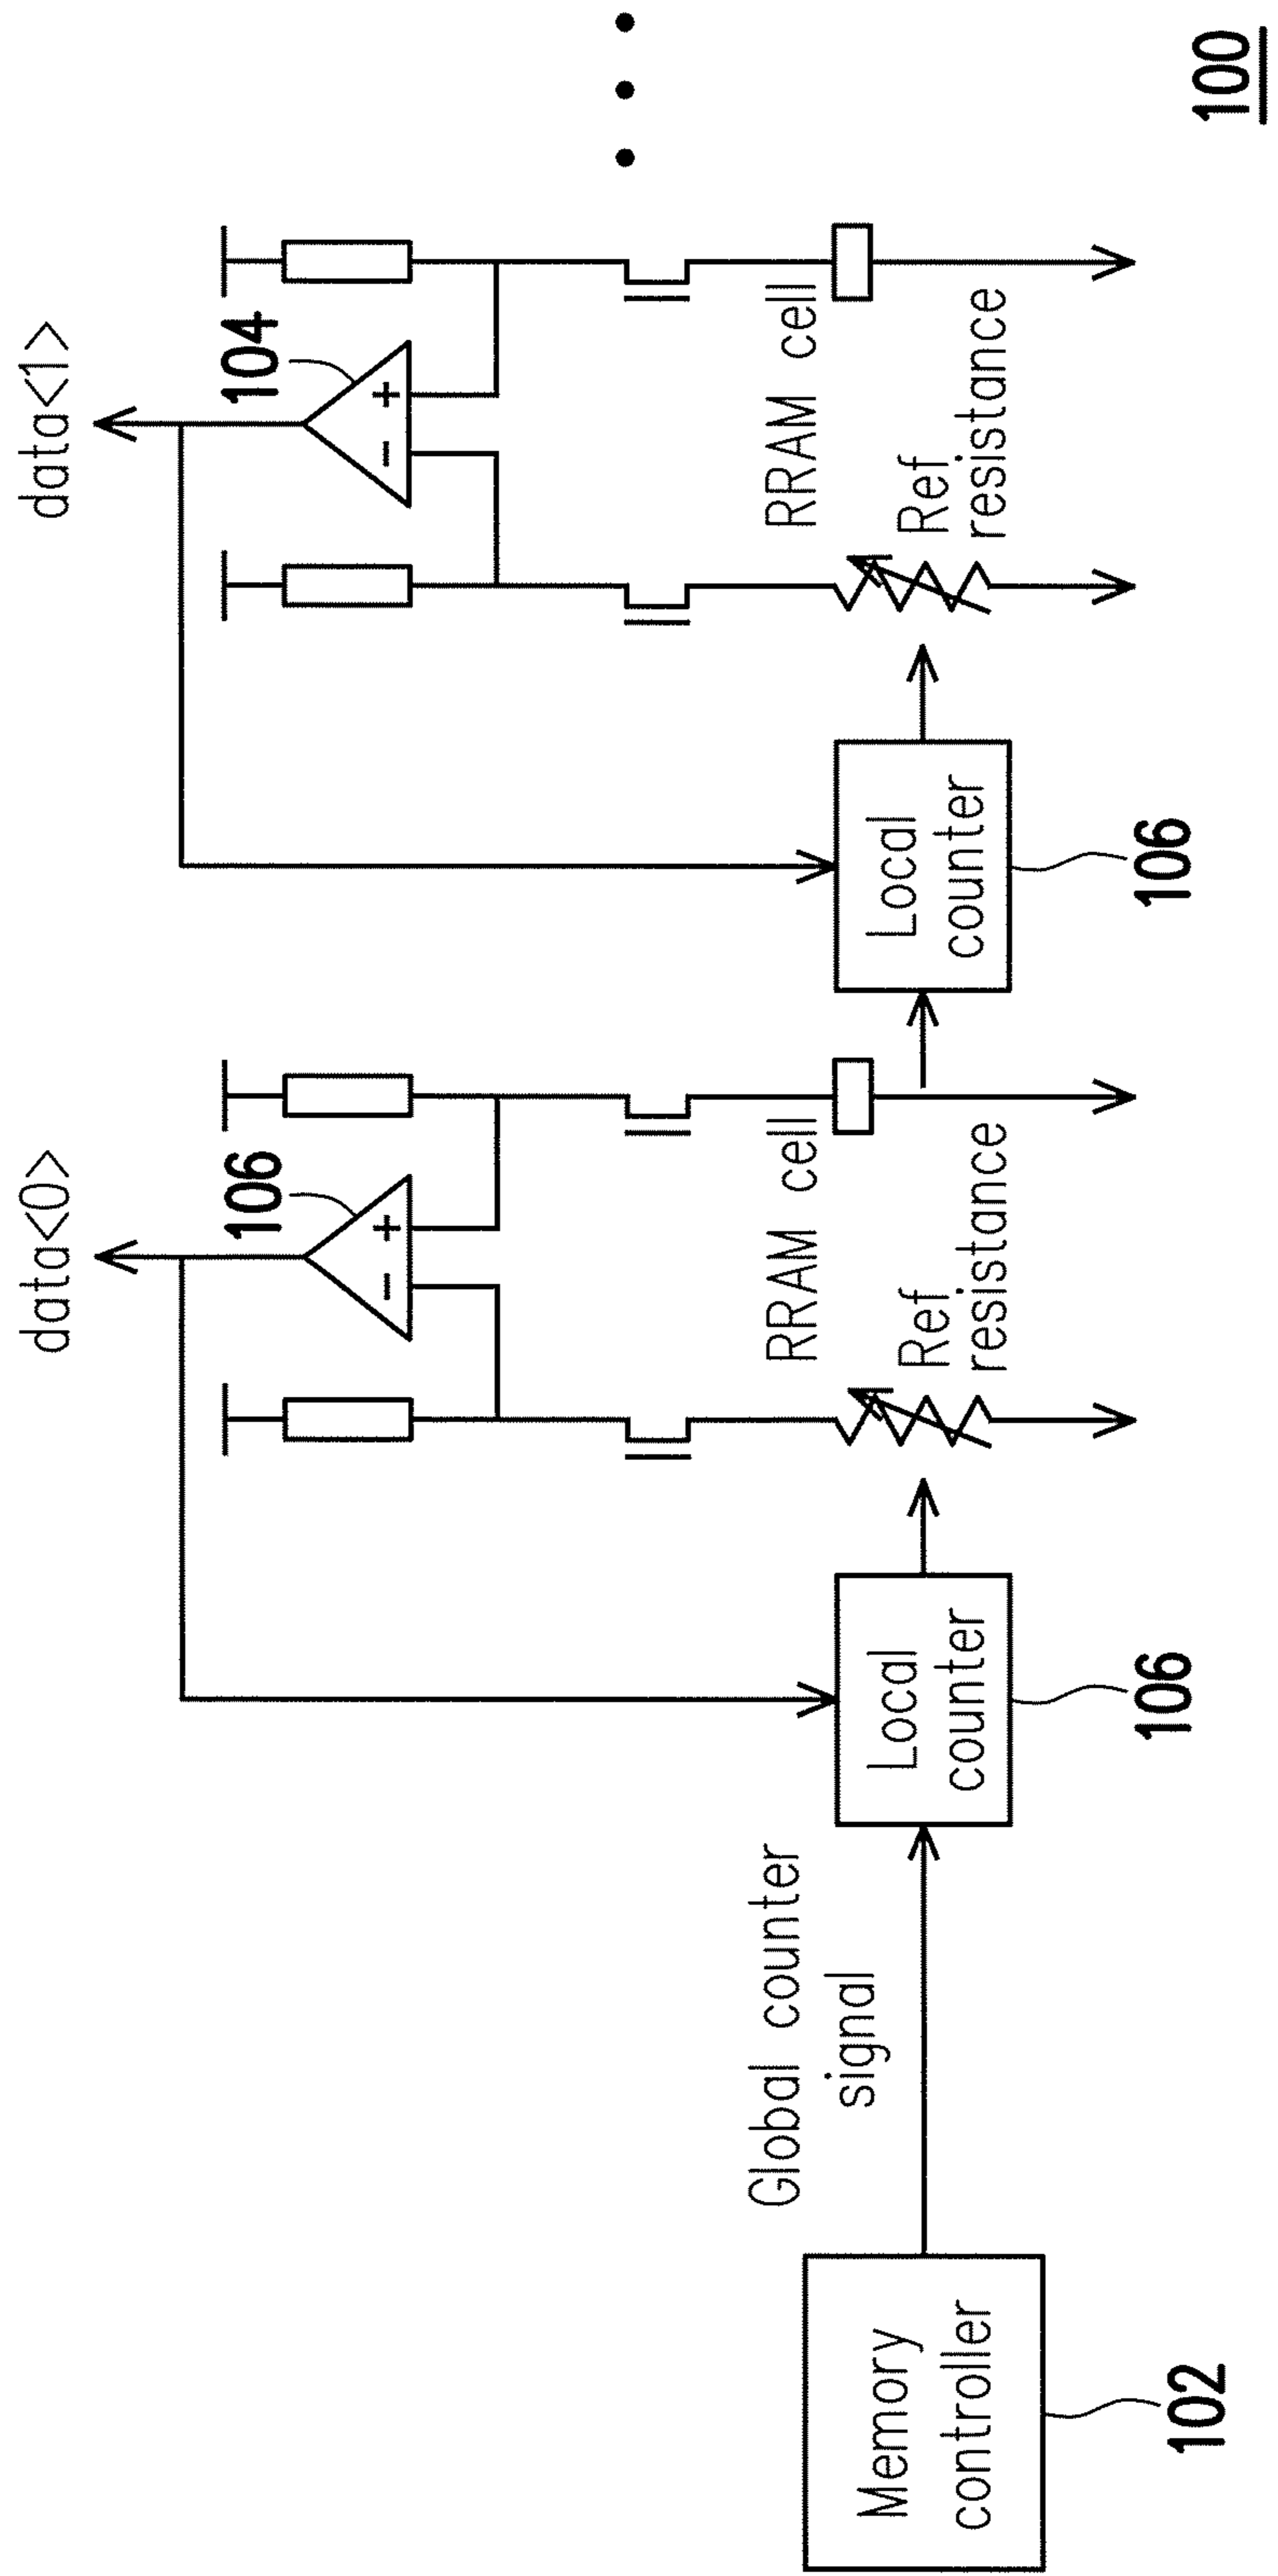 data<0>
data<1>
106
104
RRAM cell
Ref
resistance
RRAM cell
Ref
resistance
Global counter
signal
Memory
controller
Local
counter
Local
counter
102
106
106
100
- +
- +